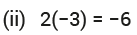 (ii) 2(−3) = −6